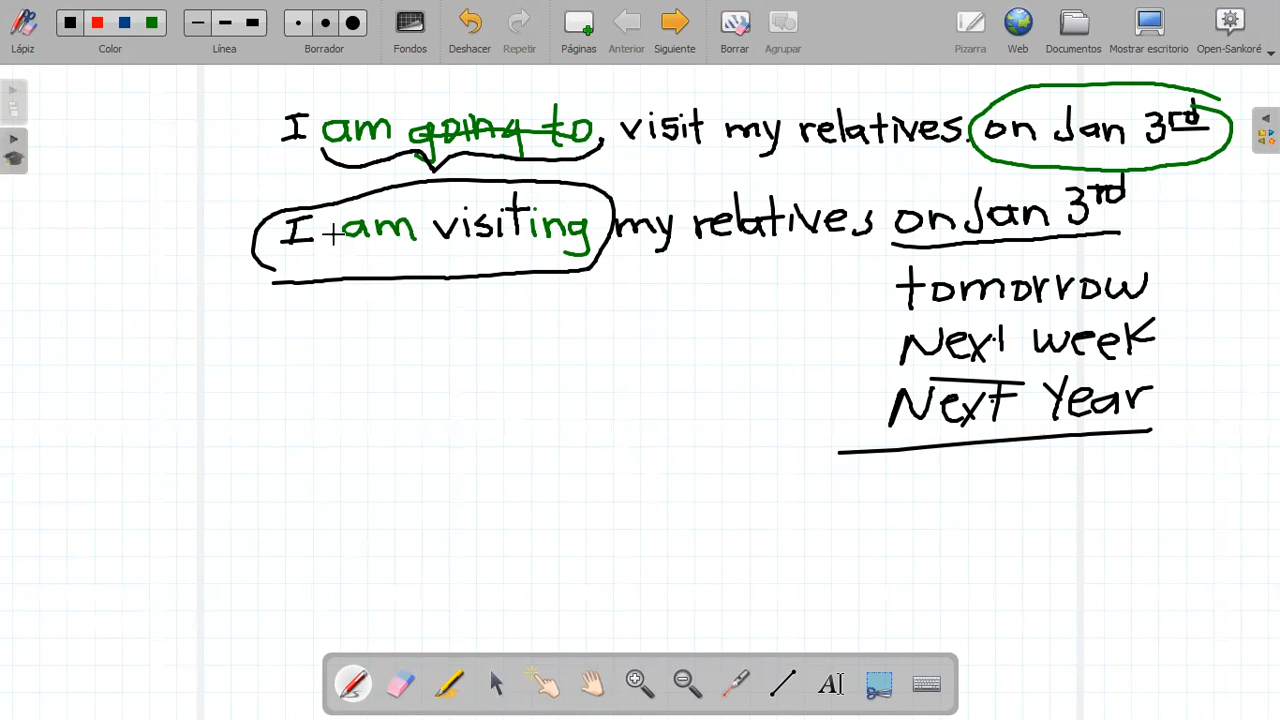 Lápiz Color Línea Borrador Fondos Deshacer Repetir Páginas Anterior Siguiente Borrar Agrupar Pizarra Web Documentos Mostrar escritorio Open-Sankoré
I am going to visit my relatives. on Jan 3rd
I am visiting my relatives on Jan 3rd
tomorrow
Next week
Next Year
AI